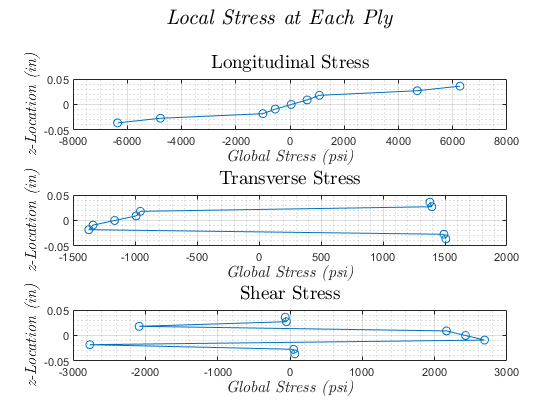 Local Stress at Each Ply
Longitudinal Stress
z-Location (in)
0.05
0
-0.05
-8000 -6000 -4000 -2000 0 2000 4000 6000 8000
Global Stress (psi)
Transverse Stress
z-Location (in)
0.05
0
-0.05
-1500 -1000 -500 0 500 1000 1500 2000
Global Stress (psi)
Shear Stress
z-Location (in)
0.05
0
-0.05
-3000 -2000 -1000 0 1000 2000 3000
Global Stress (psi)